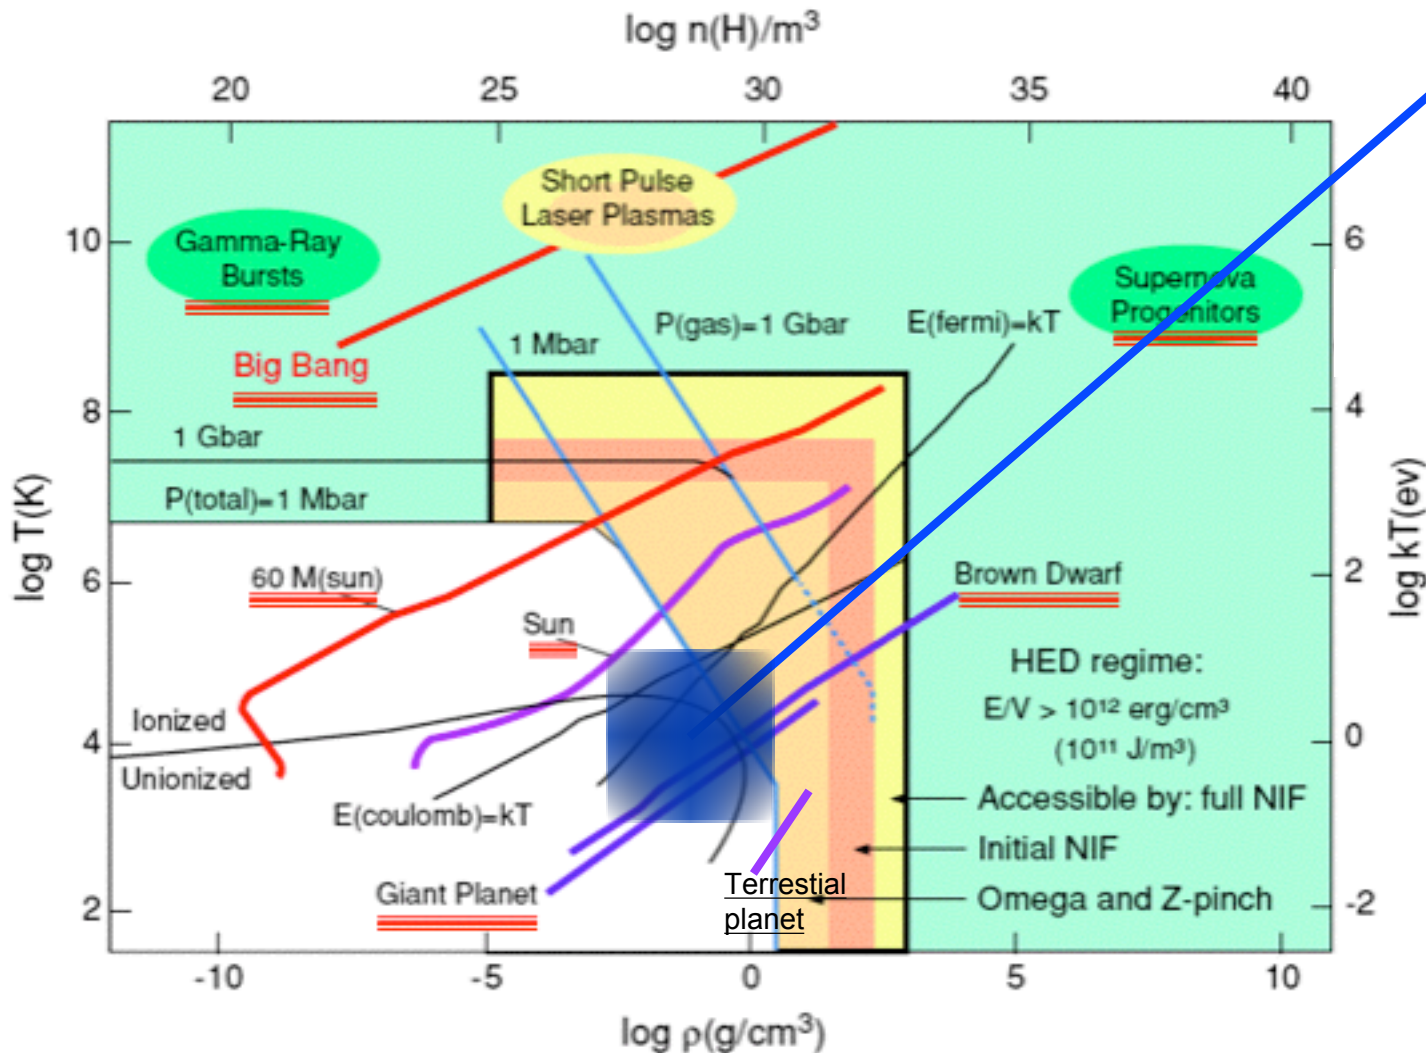 log n(H)/m³
20 25 30 35 40
Short Pulse
Laser Plasmas
Gamma-Ray
Bursts
Supernova
Progenitors
10
6
P(gas)=1 Gbar
E(fermi)=kT
1 Mbar
Big Bang
8
4
1 Gbar
P(total)=1 Mbar
log T(K)
log kT(ev)
6
2
60 M(sun)
Brown Dwarf
Sun
HED regime:
E/V > 10¹² erg/cm³
(10¹¹ J/m³)
Ionized
4
0
Unionized
Accessible by: full NIF
E(coulomb)=kT
Initial NIF
Giant Planet
Terrestial
planet
Omega and Z-pinch
2
-2
-10 -5 0 5 10
log ρ(g/cm³)